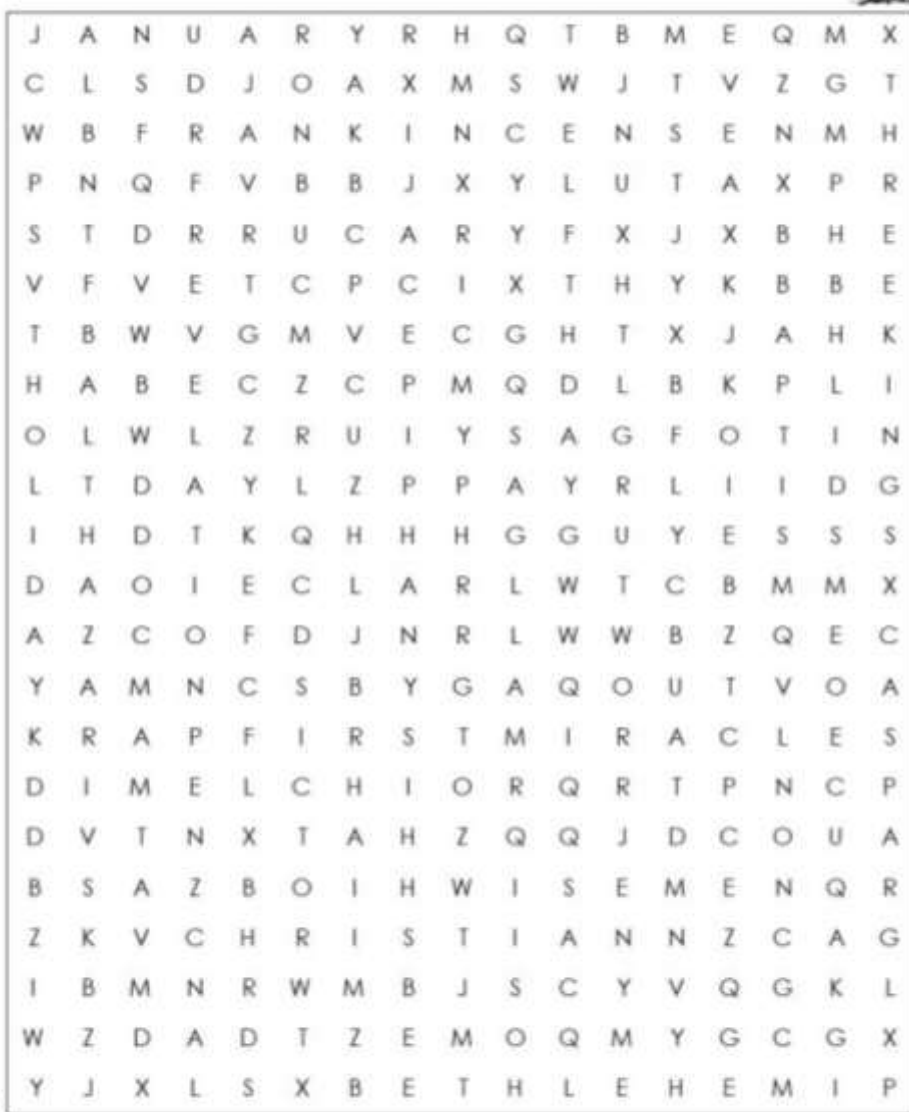 J A N U A R Y R H Q T B M E Q M X
C L S D J O A X M S W J T V Z G T
W B F R A N K I N C E N S E N M H
P N Q F V B B J X Y L U T A X P R
S T D R R U C A R Y F X J X B H E
V F V E T C P C I X T H Y K B B E
T B W V G M V E C G H T X J A H K
H A B E C Z C P M Q D L B K P L I
O L W L Z R U I Y S A G F O T I N
L T D A Y L Z P P A Y R L I I D G
I H D T K Q H H H G G U Y E S S S
D A O I E C L A R L W T C B M M X
A Z C O F D J N R L W W B Z Q E C
Y A M N C S B Y G A Q O U T V O A
K R A P F I R S T M I R A C L E S
D I M E L C H I O R Q R T P N C P
D V T N X T A H Z Q Q J D C O U A
B S A Z B O I H W I S E M E N Q R
Z K V C H R I S T I A N N Z C A G
I B M N R W M B J S C Y V Q G K L
W Z D A D T Z E M O Q M Y G C G X
Y J X L S X B E T H L E H E M I P